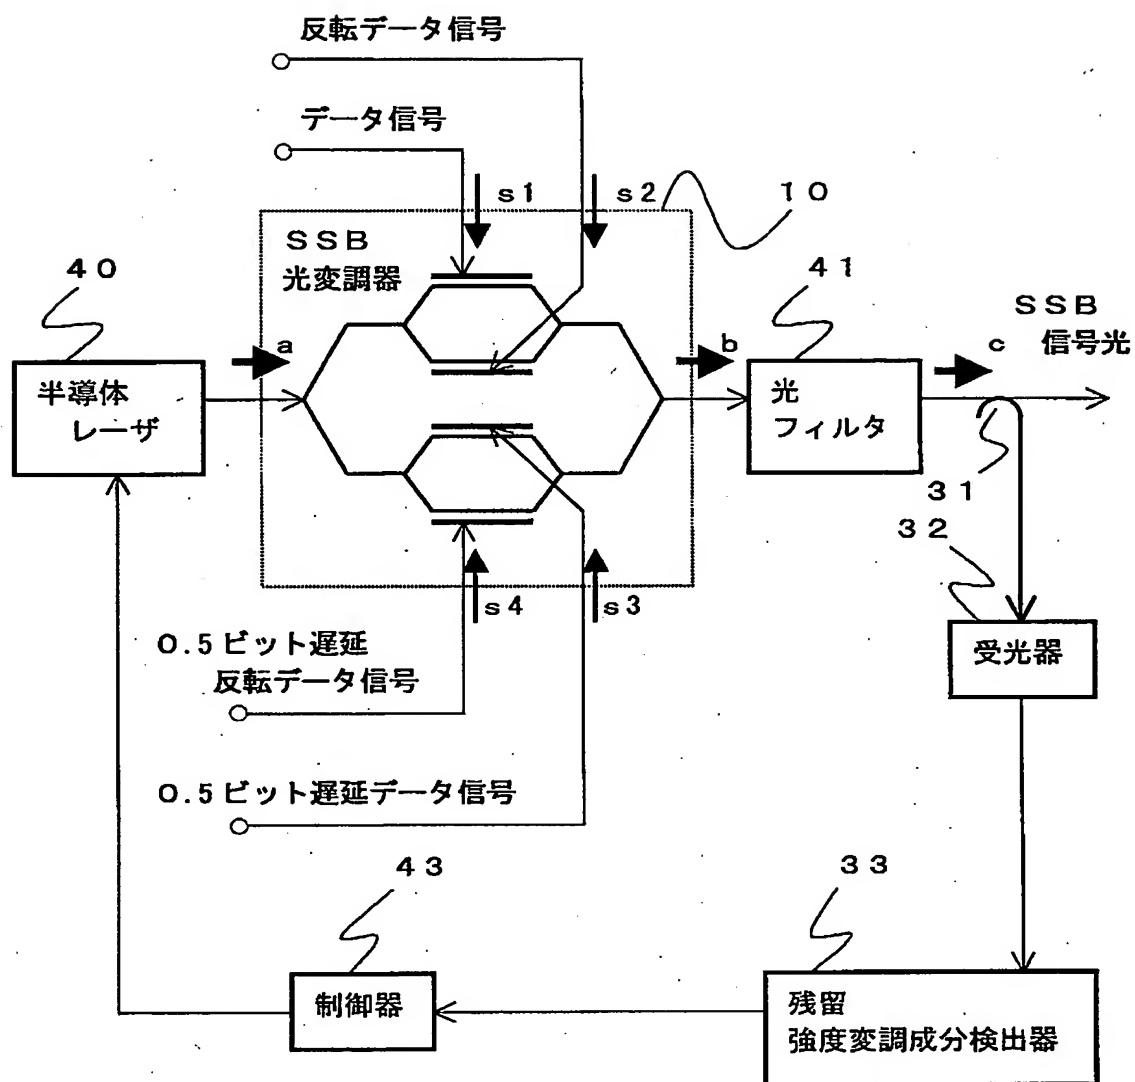 反転データ信号
データ信号
s1
s2
10
SSB
光変調器
40
41
SSB
信号光
a
b
c
半導体
レーザ
光
フィルタ
31
32
s4
s3
受光器
0.5ビット遅延
反転データ信号
0.5ビット遅延データ信号
43
33
制御器
残留
強度変調成分検出器